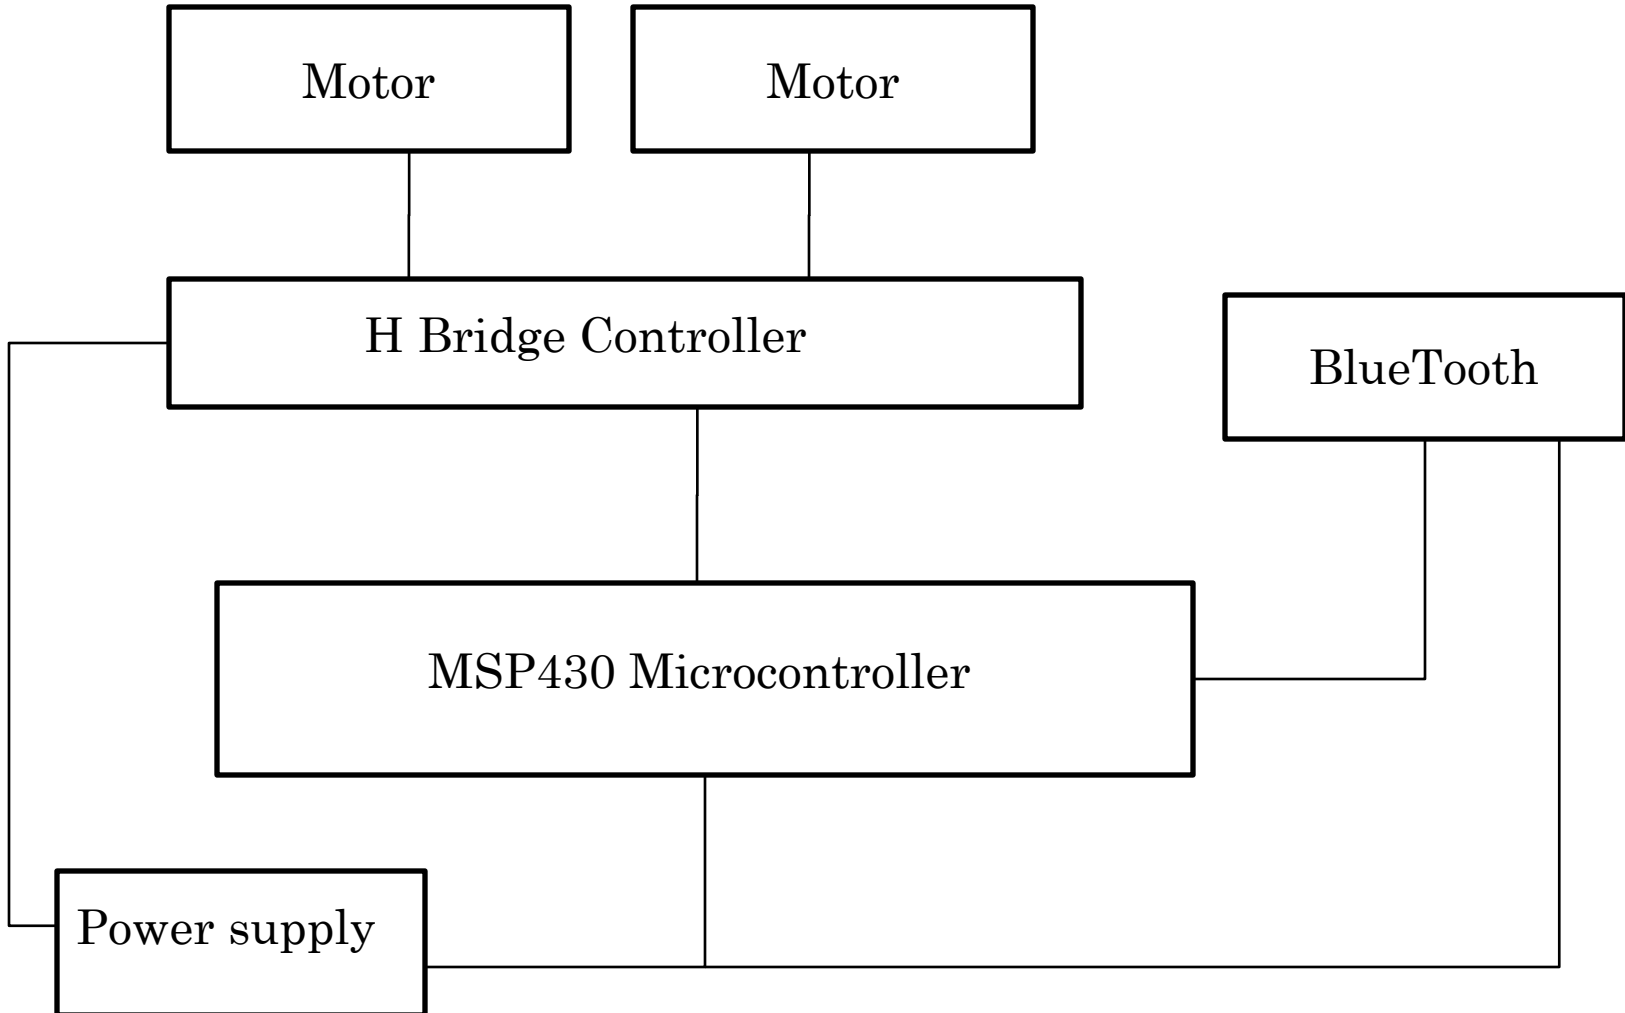 Motor
Motor
H Bridge Controller
BlueTooth
MSP430 Microcontroller
Power supply